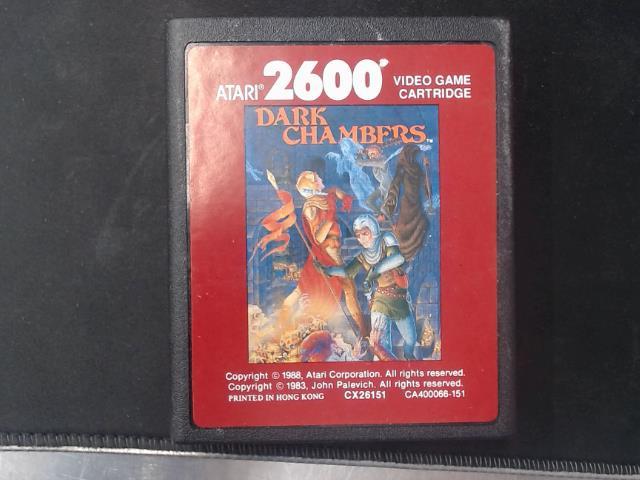 ATARI® 2600® VIDEO GAME
CARTRIDGE
DARK
CHAMBERS™
Copyright © 1988, Atari Corporation. All rights reserved.
Copyright © 1983, John Palevich. All rights reserved.
PRINTED IN HONG KONG CX26151 CA400066-151